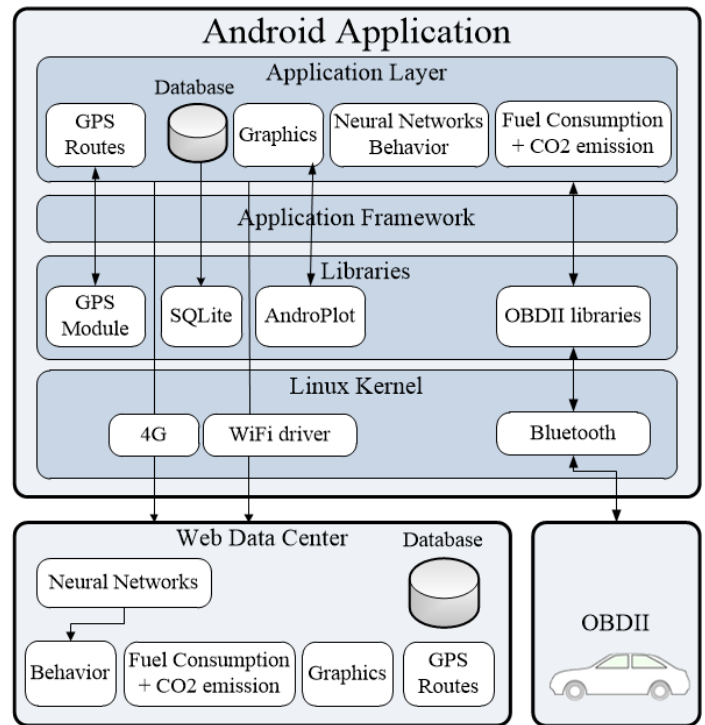 Android Application
Application Layer
Database
GPS
Routes
Graphics
Neural Networks
Behavior
Fuel Consumption
+ CO2 emission
Application Framework
Libraries
GPS
Module
SQLite
AndroPlot
OBDII libraries
Linux Kernel
4G
WiFi driver
Bluetooth
Web Data Center
Database
Neural Networks
Behavior
Fuel Consumption
+ CO2 emission
Graphics
GPS
Routes
OBDII